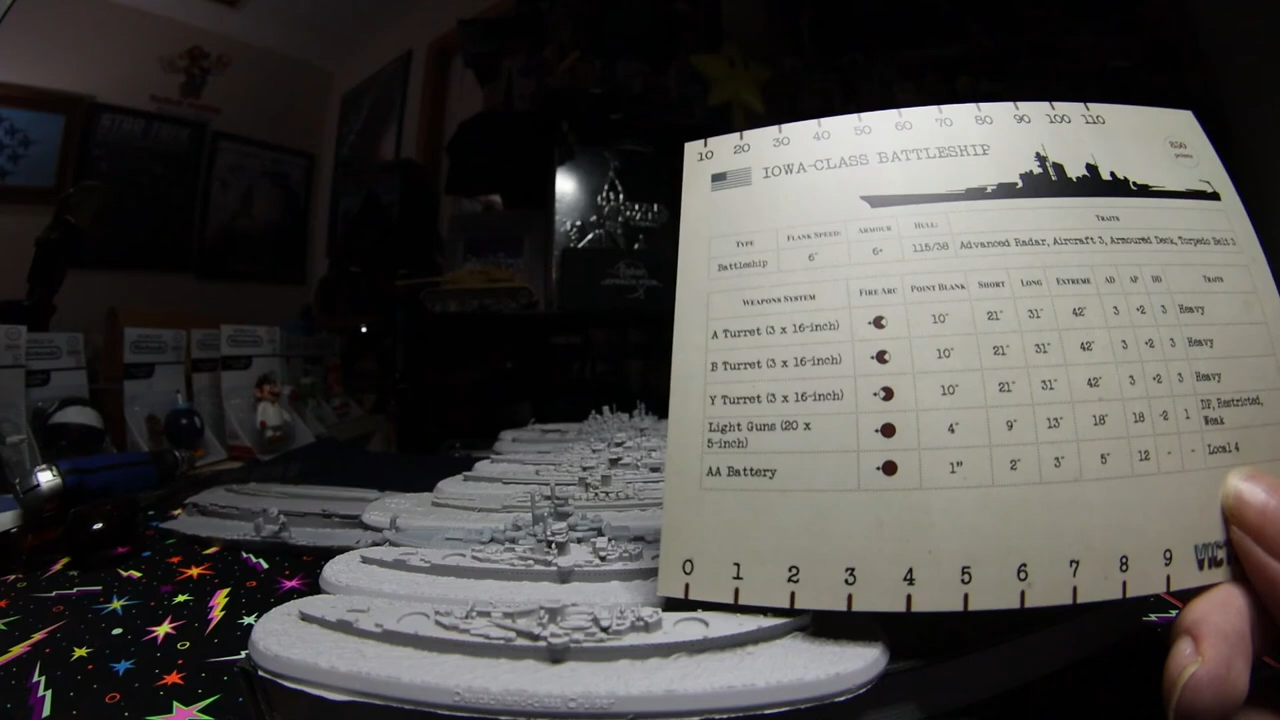 STAR TREK
Nintendo
10 20 30 40 50 60 70 80 90 100 110
IOWA-CLASS BATTLESHIP
850 points
TYPE FLANK SPEED: ARMOUR HULL: TRAITS
Battleship 6" 6+ 115/38 Advanced Radar, Aircraft 3, Armoured Deck, Torpedo Belt 3
WEAPONS SYSTEM FIRE ARC POINT BLANK SHORT LONG EXTREME AD AP DD TRAITS
A Turret (3 x 16-inch) 10" 21" 31" 42" 3 +2 3 Heavy
B Turret (3 x 16-inch) 10" 21" 31" 42" 3 +2 3 Heavy
Y Turret (3 x 16-inch) 10" 21" 31" 42" 3 +2 3 Heavy
Light Guns (20 x
5-inch) 4" 9" 13" 18" 18 -2 1 DP, Restricted,
Weak
AA Battery 1" 2" 3" 5" 12 - - Local 4
0 1 2 3 4 5 6 7 8 9
VICT